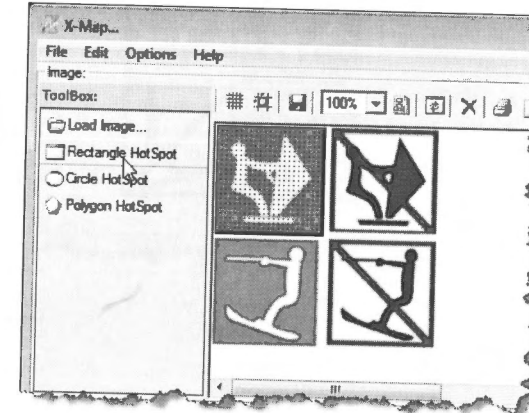 X-Map...
File Edit Options Help
Image:
ToolBox:
100%
Load Image...
Rectangle HotSpot
Circle HotSpot
Polygon HotSpot